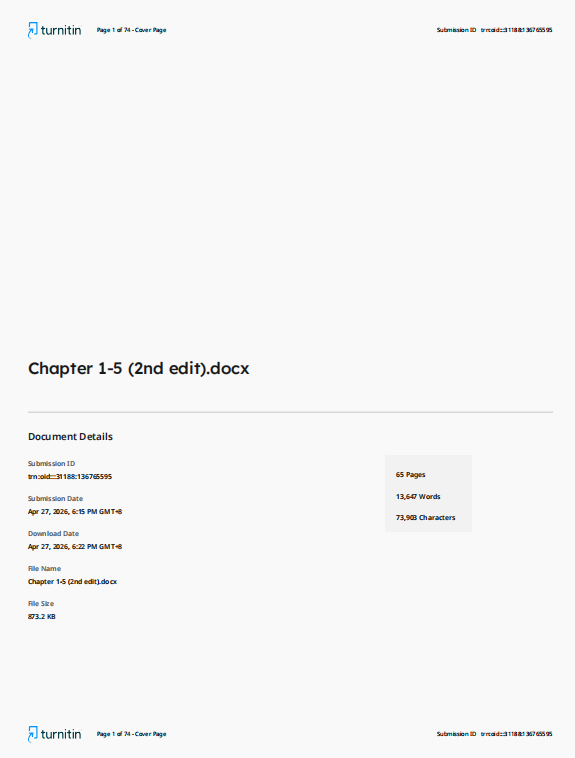 turnitin Page 1 of 74 - Cover Page Submission ID trn:oid:::31188:136765595
Chapter 1-5 (2nd edit).docx
Document Details
Submission ID
trn:oid:::31188:136765595
Submission Date
Apr 27, 2026, 6:15 PM GMT+8
Download Date
Apr 27, 2026, 6:22 PM GMT+8
File Name
Chapter 1-5 (2nd edit).docx
File Size
873.2 KB
65 Pages
13,647 Words
73,903 Characters
turnitin Page 1 of 74 - Cover Page Submission ID trn:oid:::31188:136765595